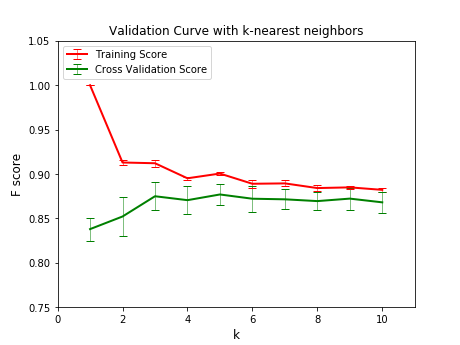 Validation Curve with k-nearest neighbors
1.05
1.00
0.95
0.90
0.85
0.80
0.75
F score
Training Score
Cross Validation Score
0 2 4 6 8 10
k